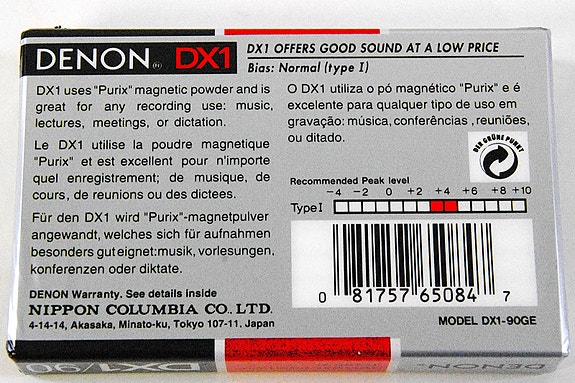 DENON® DX1
DX1 OFFERS GOOD SOUND AT A LOW PRICE
Bias: Normal (type I)
DX1 uses "Purix" magnetic powder and is
great for any recording use: music,
lectures, meetings, or dictation.
Le DX1 utilise la poudre magnetique
"Purix" et est excellent pour n'importe
quel enregistrement; de musique, de
cours, de reunions ou des dictees.
Für den DX1 wird "Purix"-magnetpulver
angewandt, welches sich für aufnahmen
besonders gut eignet:musik, vorlesungen,
konferenzen oder diktate.
O DX1 utiliza o pó magnético "Purix" e é
excelente para qualquer tipo de uso em
gravação: música, conferências , reuniões,
ou ditado.
DER GRÜNE PUNKT
Recommended Peak level
-4 -2 0 +2 +4 +6 +8 +10
Type I
0 81757 65084 7
DENON Warranty. See details inside
NIPPON COLUMBIA CO., LTD.
4-14-14, Akasaka, Minato-ku, Tokyo 107-11, Japan
MODEL DX1-90GE
DX1/90
DENON